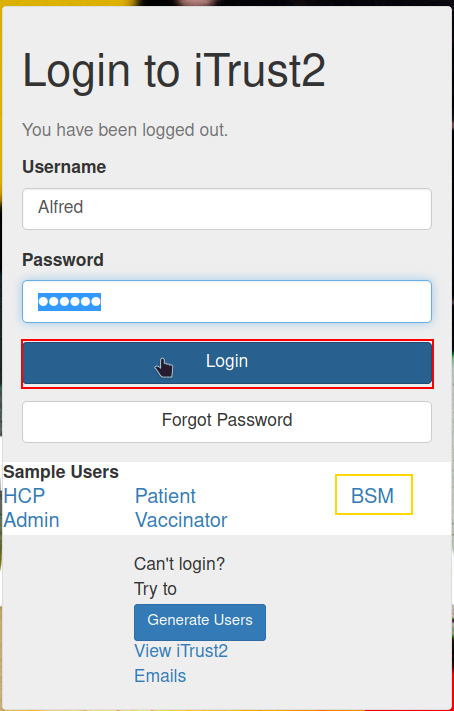 Login to iTrust2
You have been logged out.
Username
Alfred
Password
●●●●●●
Login
Forgot Password
Sample Users
HCP Patient BSM
Admin Vaccinator
Can't login?
Try to
Generate Users
View iTrust2
Emails